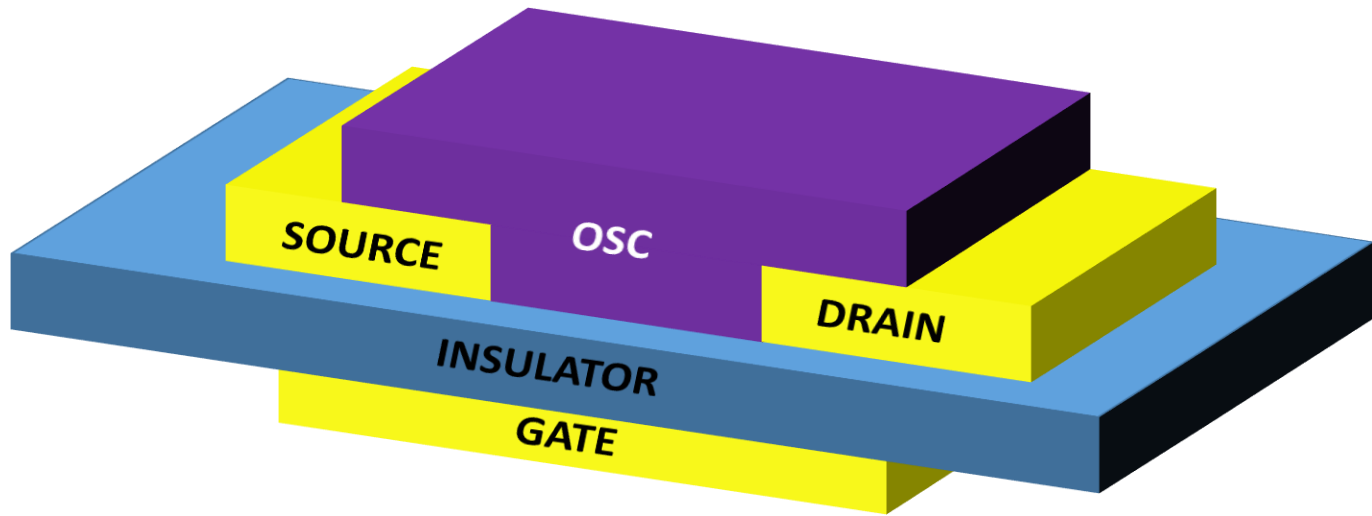 OSC
SOURCE
DRAIN
INSULATOR
GATE